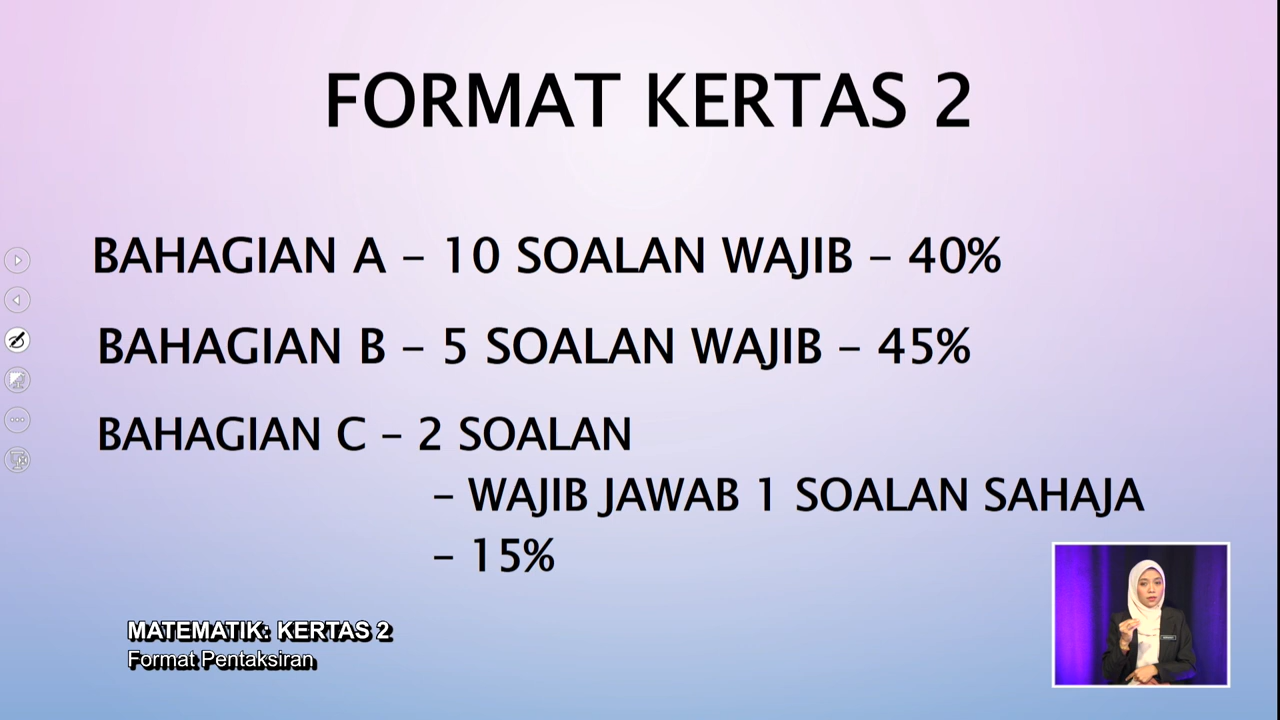 FORMAT KERTAS 2
BAHAGIAN A – 10 SOALAN WAJIB – 40%
BAHAGIAN B – 5 SOALAN WAJIB – 45%
BAHAGIAN C – 2 SOALAN
– WAJIB JAWAB 1 SOALAN SAHAJA
– 15%
MATEMATIK: KERTAS 2
Format Pentaksiran